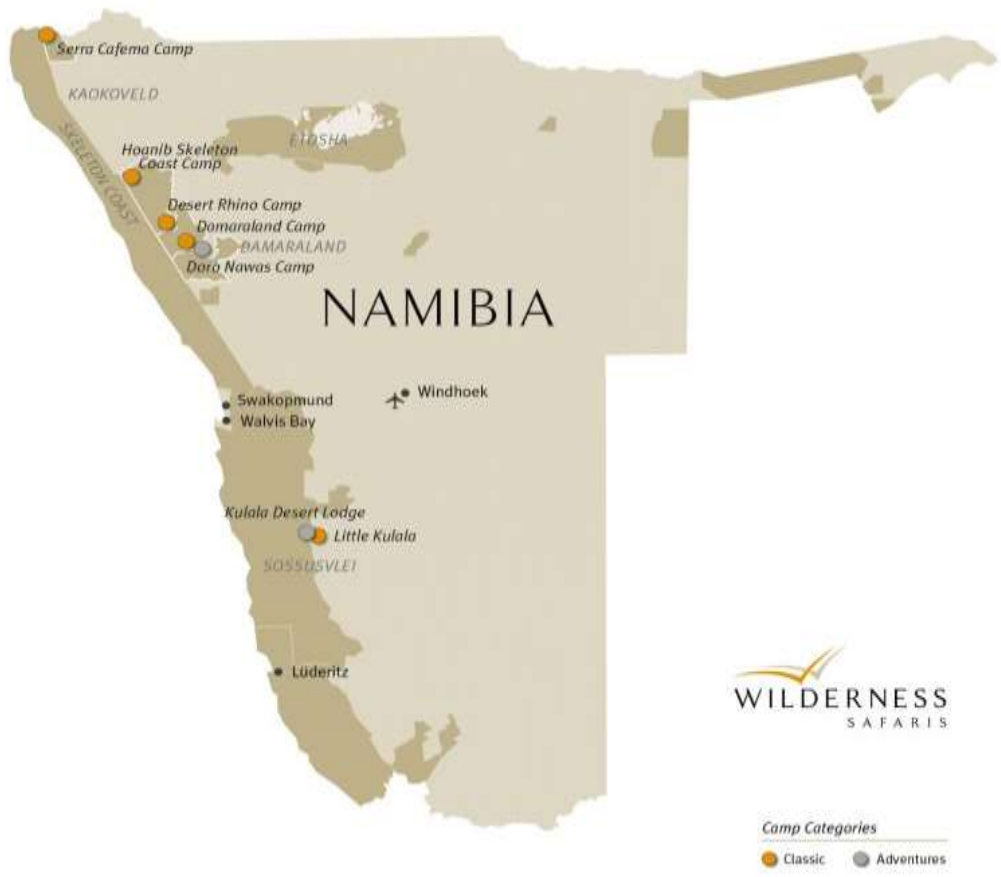 Serra Cafema Camp
KAOKOVELD
SKELETON COAST
ETOSHA
Hoanib Skeleton
Coast Camp
Desert Rhino Camp
Damaraland Camp
DAMARALAND
Doro Nawas Camp
NAMIBIA
Windhoek
Swakopmund
Walvis Bay
Kulala Desert Lodge
Little Kulala
SOSSUSVLEI
Lüderitz
WILDERNESS
SAFARIS
Camp Categories
Classic Adventures